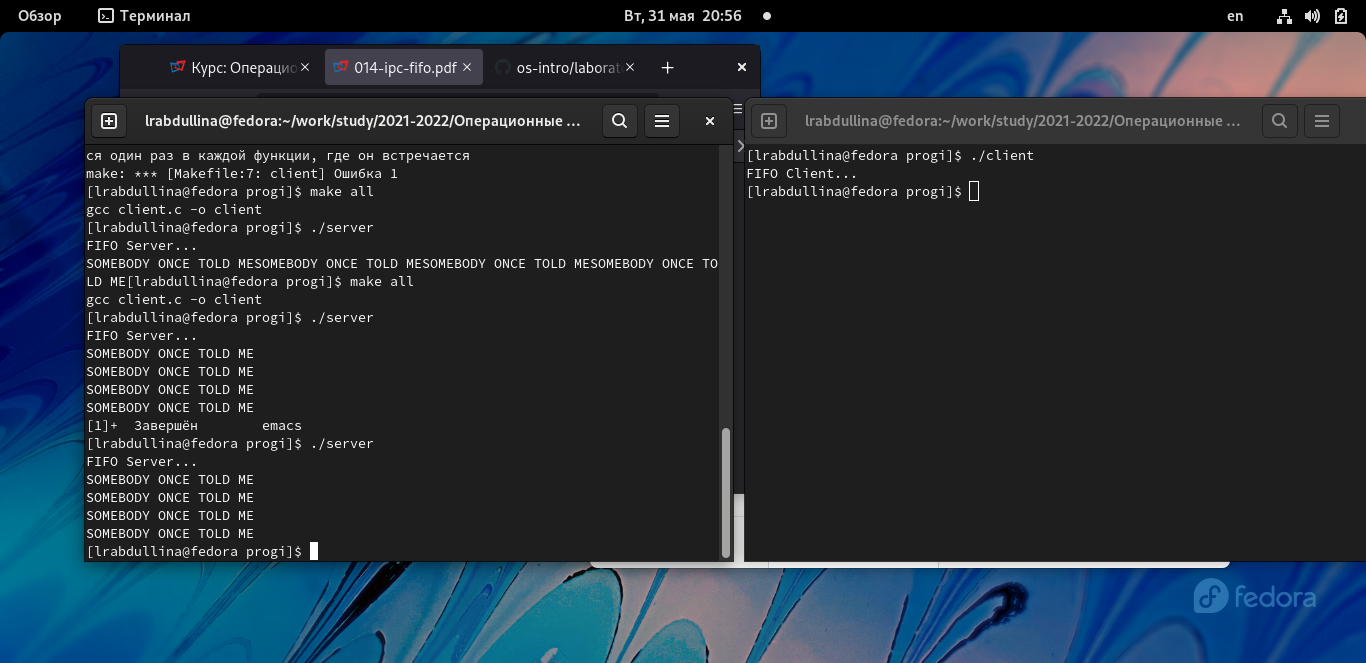 Обзор
Терминал
Вт, 31 мая 20:56
en
Курс: Операцио
014-ipc-fifo.pdf
os-intro/laborat
lrabdullina@fedora:~/work/study/2021-2022/Операционные ...
ся один раз в каждой функции, где он встречается
make: *** [Makefile:7: client] Ошибка 1
[lrabdullina@fedora progi]$ make all
gcc client.c -o client
[lrabdullina@fedora progi]$ ./server
FIFO Server...
SOMEBODY ONCE TOLD MESOMEBODY ONCE TOLD MESOMEBODY ONCE TOLD MESOMEBODY ONCE TO
LD ME[lrabdullina@fedora progi]$ make all
gcc client.c -o client
[lrabdullina@fedora progi]$ ./server
FIFO Server...
SOMEBODY ONCE TOLD ME
SOMEBODY ONCE TOLD ME
SOMEBODY ONCE TOLD ME
SOMEBODY ONCE TOLD ME
[1]+  Завершён        emacs
[lrabdullina@fedora progi]$ ./server
FIFO Server...
SOMEBODY ONCE TOLD ME
SOMEBODY ONCE TOLD ME
SOMEBODY ONCE TOLD ME
SOMEBODY ONCE TOLD ME
[lrabdullina@fedora progi]$
lrabdullina@fedora:~/work/study/2021-2022/Операционные ...
[lrabdullina@fedora progi]$ ./client
FIFO Client...
[lrabdullina@fedora progi]$
fedora